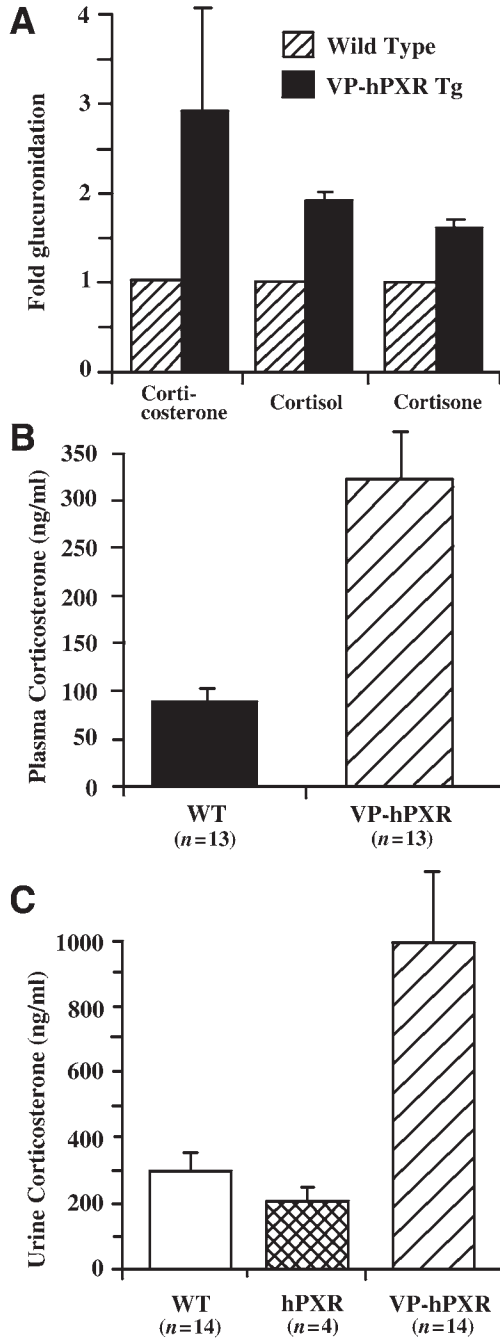 A
Fold glucuronidation
4
3
2
1
0
Wild Type
VP-hPXR Tg
Corti-
costerone
Cortisol
Cortisone
B
Plasma Corticosterone (ng/ml)
350
300
250
200
150
100
50
0
WT
(n=13)
VP-hPXR
(n=13)
C
Urine Corticosterone (ng/ml)
1000
800
600
400
200
0
WT
(n=14)
hPXR
(n=4)
VP-hPXR
(n=14)